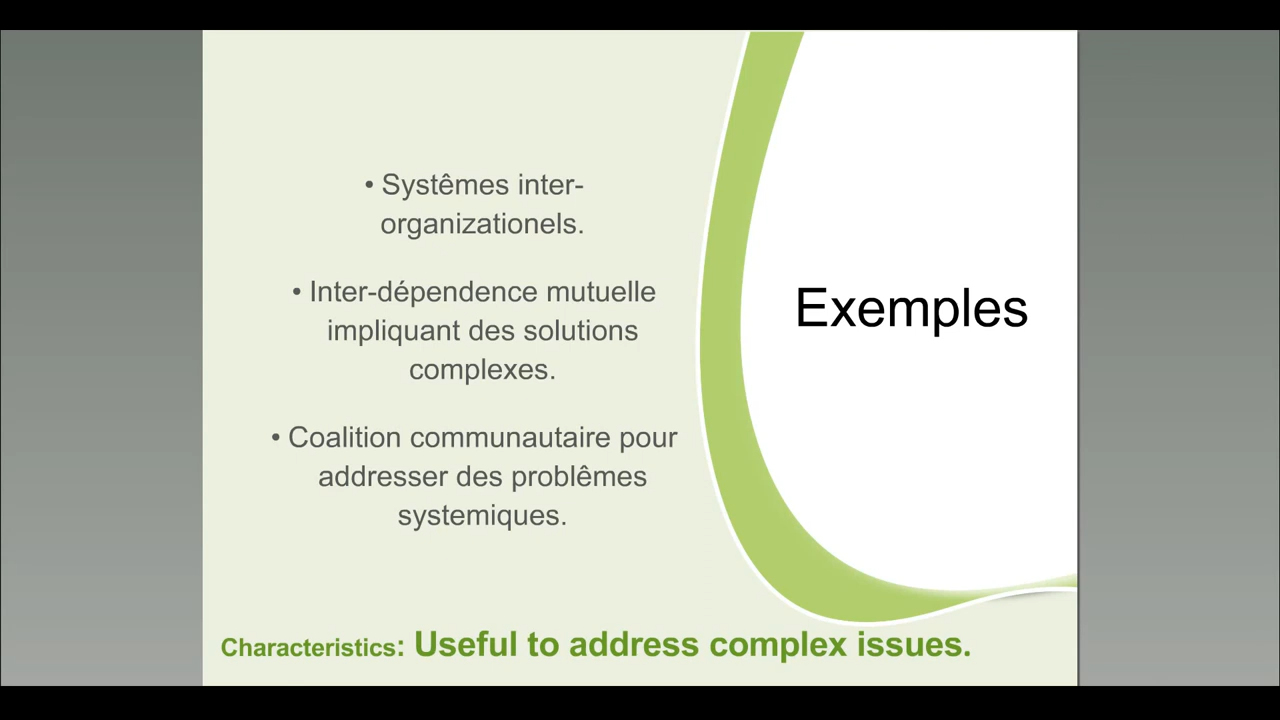 • Systêmes inter-
organizationels.
• Inter-dépendence mutuelle
impliquant des solutions
complexes.
• Coalition communautaire pour
addresser des problêmes
systemiques.
Exemples
Characteristics: Useful to address complex issues.